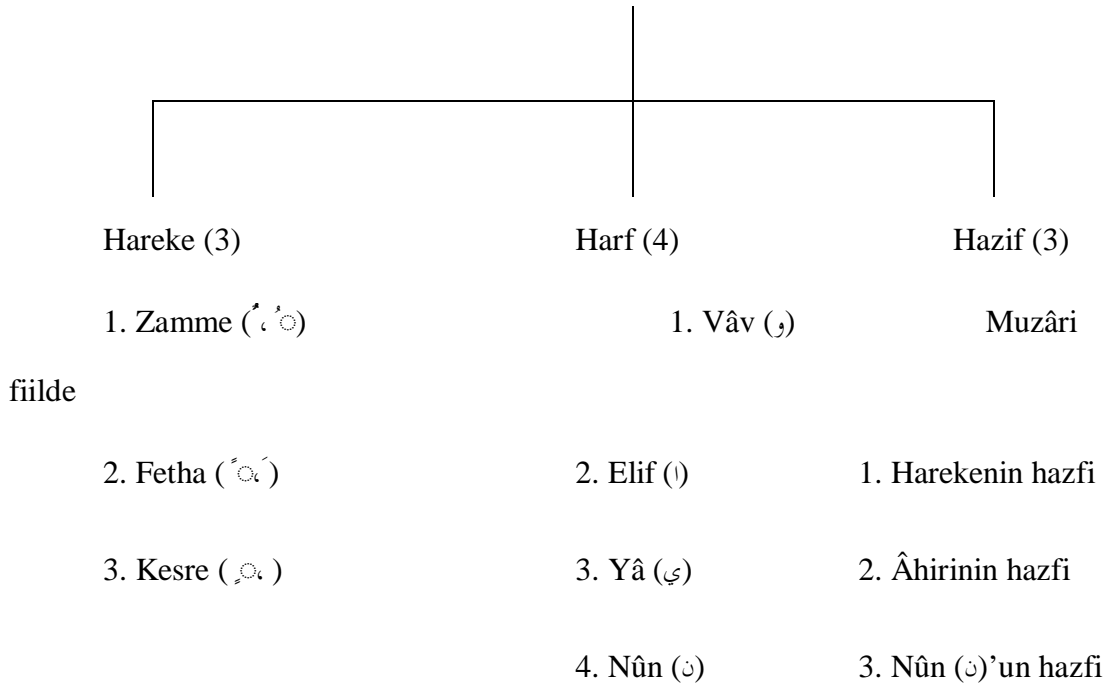 Hareke (3) Harf (4) Hazif (3)
1. Zamme (ُ ، ٌ) 1. Vâv (و) Muzâri
fiilde
2. Fetha (َ ، ً) 2. Elif (ا) 1. Harekenin hazfi
3. Kesre (ِ ، ٍ) 3. Yâ (ي) 2. Âhirinin hazfi
4. Nûn (ن) 3. Nûn (ن)’un hazfi